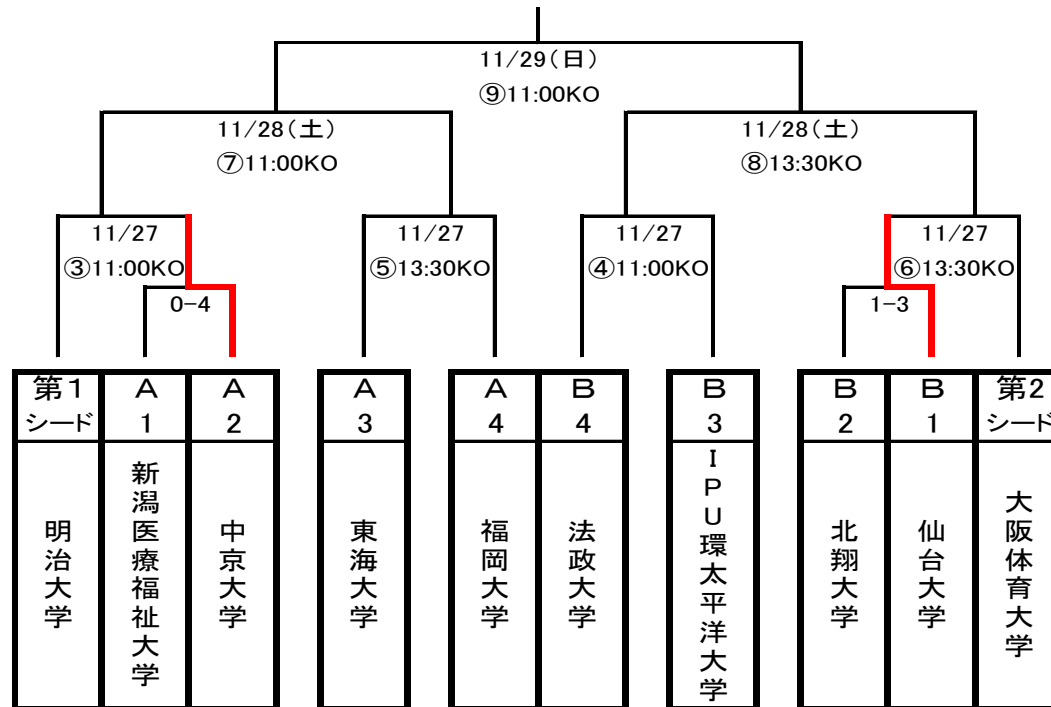 11/29(日)
⑨11:00KO
11/28(土)
⑦11:00KO
11/28(土)
⑧13:30KO
11/27
③11:00KO
11/27
⑤13:30KO
11/27
④11:00KO
11/27
⑥13:30KO
0−4
1−3
第1
シード
A
1
A
2
A
3
A
4
B
4
B
3
B
2
B
1
第2
シード
明治大学
新潟医療福祉大学
中京大学
東海大学
福岡大学
法政大学
IPU環太平洋大学
北翔大学
仙台大学
大阪体育大学